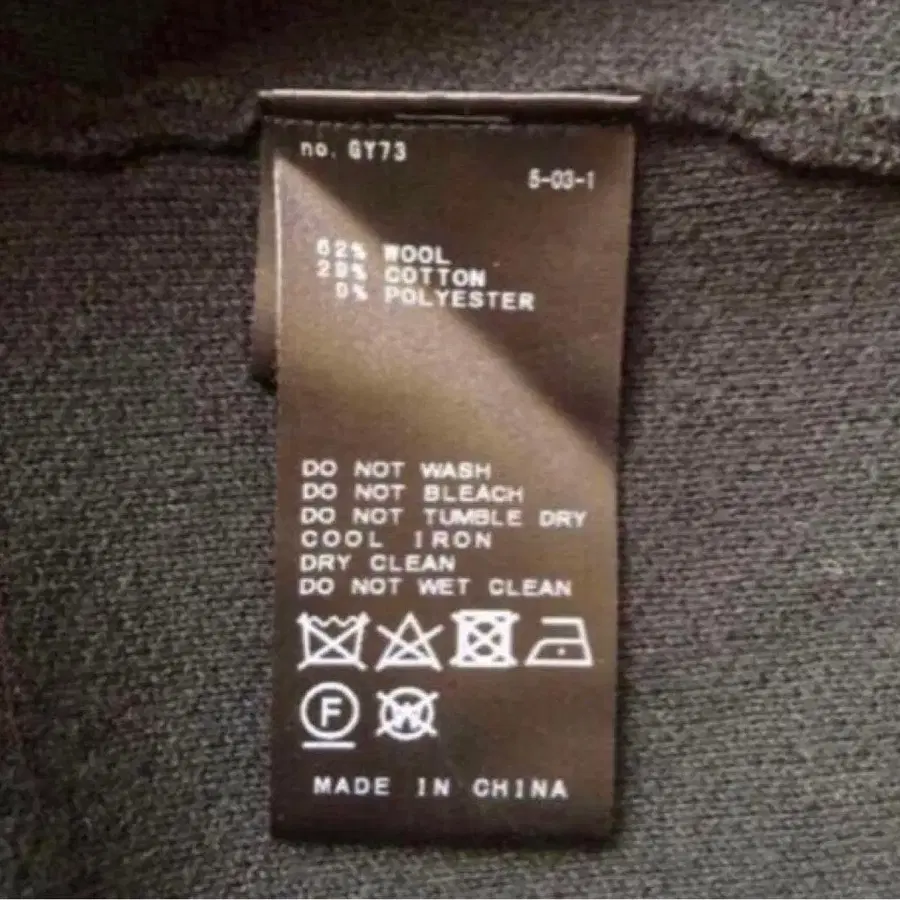 no. GY73
5-03-1
62% WOOL
29% COTTON
9% POLYESTER
DO NOT WASH
DO NOT BLEACH
DO NOT TUMBLE DRY
COOL IRON
DRY CLEAN
DO NOT WET CLEAN
F W
MADE IN CHINA